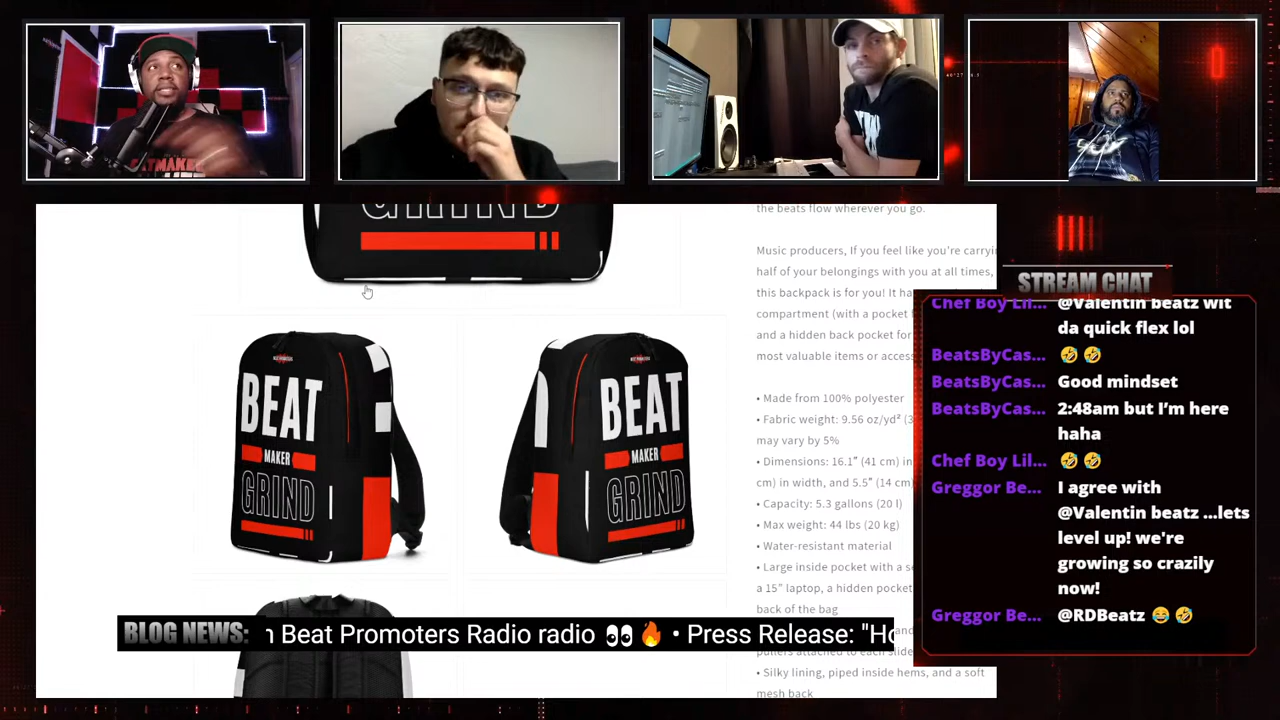 GRIND
the beats flow wherever you go.
Music producers, If you feel like you're carryin
half of your belongings with you at all times,
this backpack is for you! It ha
compartment (with a pocket f
and a hidden back pocket for
most valuable items or access
• Made from 100% polyester
• Fabric weight: 9.56 oz/yd² (3
may vary by 5%
• Dimensions: 16.1" (41 cm) in
cm) in width, and 5.5" (14 cm)
• Capacity: 5.3 gallons (20 l)
• Max weight: 44 lbs (20 kg)
• Water-resistant material
• Large inside pocket with a se
a 15" laptop, a hidden pocket
back of the bag
pullers attached to each slide
• Silky lining, piped inside hems, and a soft
mesh back
BEAT
MAKER
GRIND
BEAT
MAKER
GRIND
STREAM CHAT
Chef Boy Lil... @Valentin beatz wit
da quick flex lol
BeatsByCas... 🤣🤣
BeatsByCas... Good mindset
BeatsByCas... 2:48am but I'm here
haha
Chef Boy Lil... 🤣🤣
Greggor Be... I agree with
@Valentin beatz ...lets
level up! we're
growing so crazily
now!
Greggor Be... @RDBeatz 😂🤣
BLOG NEWS: n Beat Promoters Radio radio 👀🔥 • Press Release: "Ho